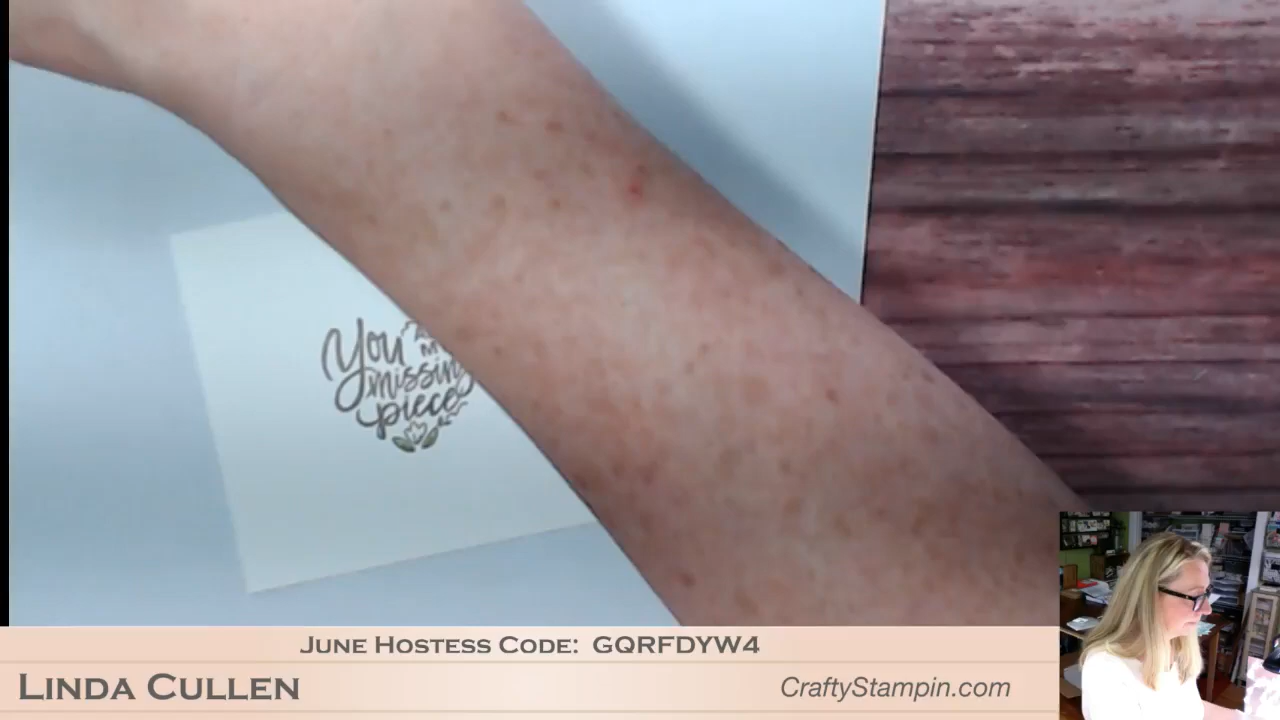 You
missing
piece
JUNE HOSTESS CODE: GQRFDYW4
LINDA CULLEN
CraftyStampin.com